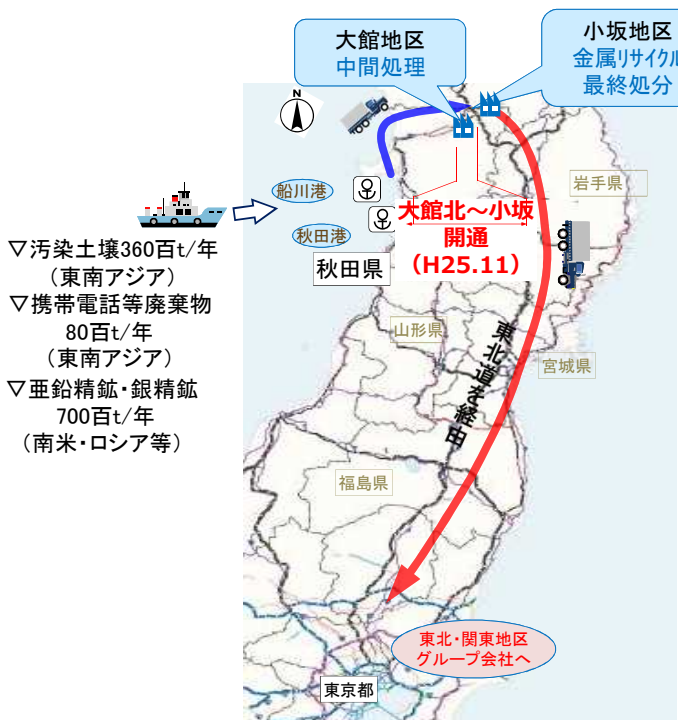 大館地区
中間処理
小坂地区
金属リサイクル
最終処分
N
船川港
秋田港
秋田県
岩手県
大館北~小坂
開通
(H25.11)
▽汚染土壌360百t/年
(東南アジア)
▽携帯電話等廃棄物
80百t/年
(東南アジア)
▽亜鉛精鉱・銀精鉱
700百t/年
(南米・ロシア等)
山形県
宮城県
東北道を経由
福島県
東北・関東地区
グループ会社へ
東京都